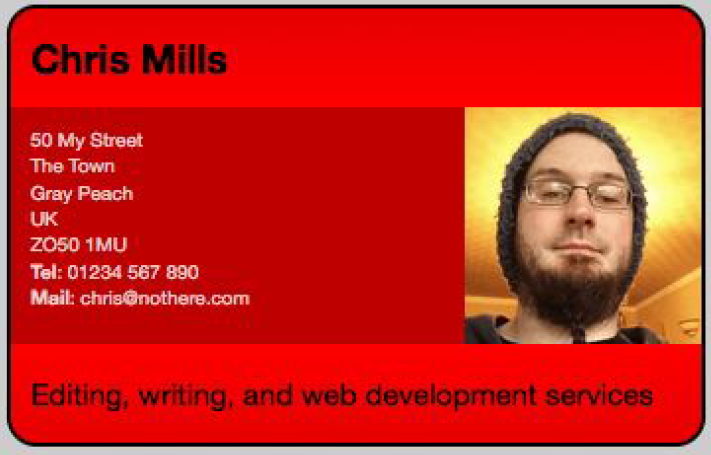 Chris Mills
50 My Street
The Town
Gray Peach
UK
ZO50 1MU
Tel: 01234 567 890
Mail: chris@nothere.com
Editing, writing, and web development services